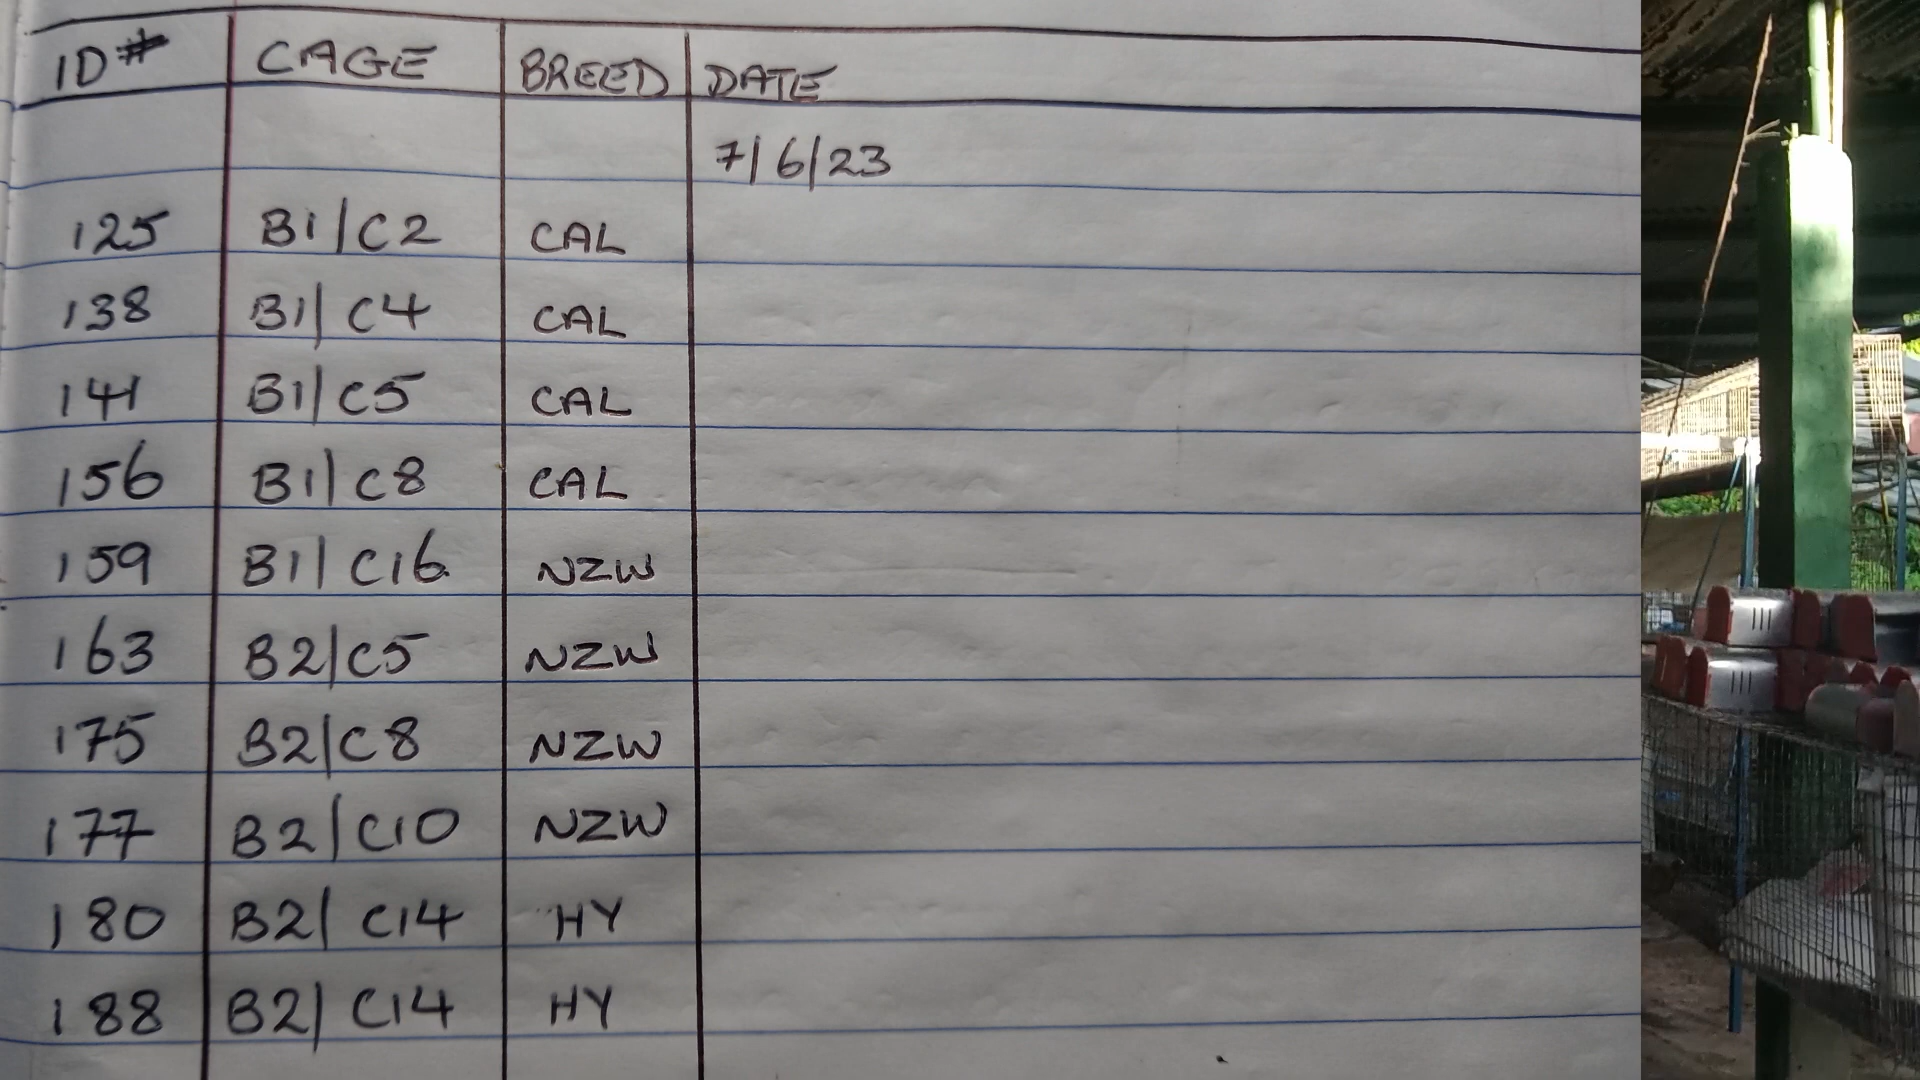 ID# CAGE BREED DATE
7/6/23
125 B1/C2 CAL
138 B1/C4 CAL
141 B1/C5 CAL
156 B1/C8 CAL
159 B1/C16 NZW
163 B2/C5 NZW
175 B2/C8 NZW
177 B2/C10 NZW
180 B2/C14 HY
188 B2/C14 HY